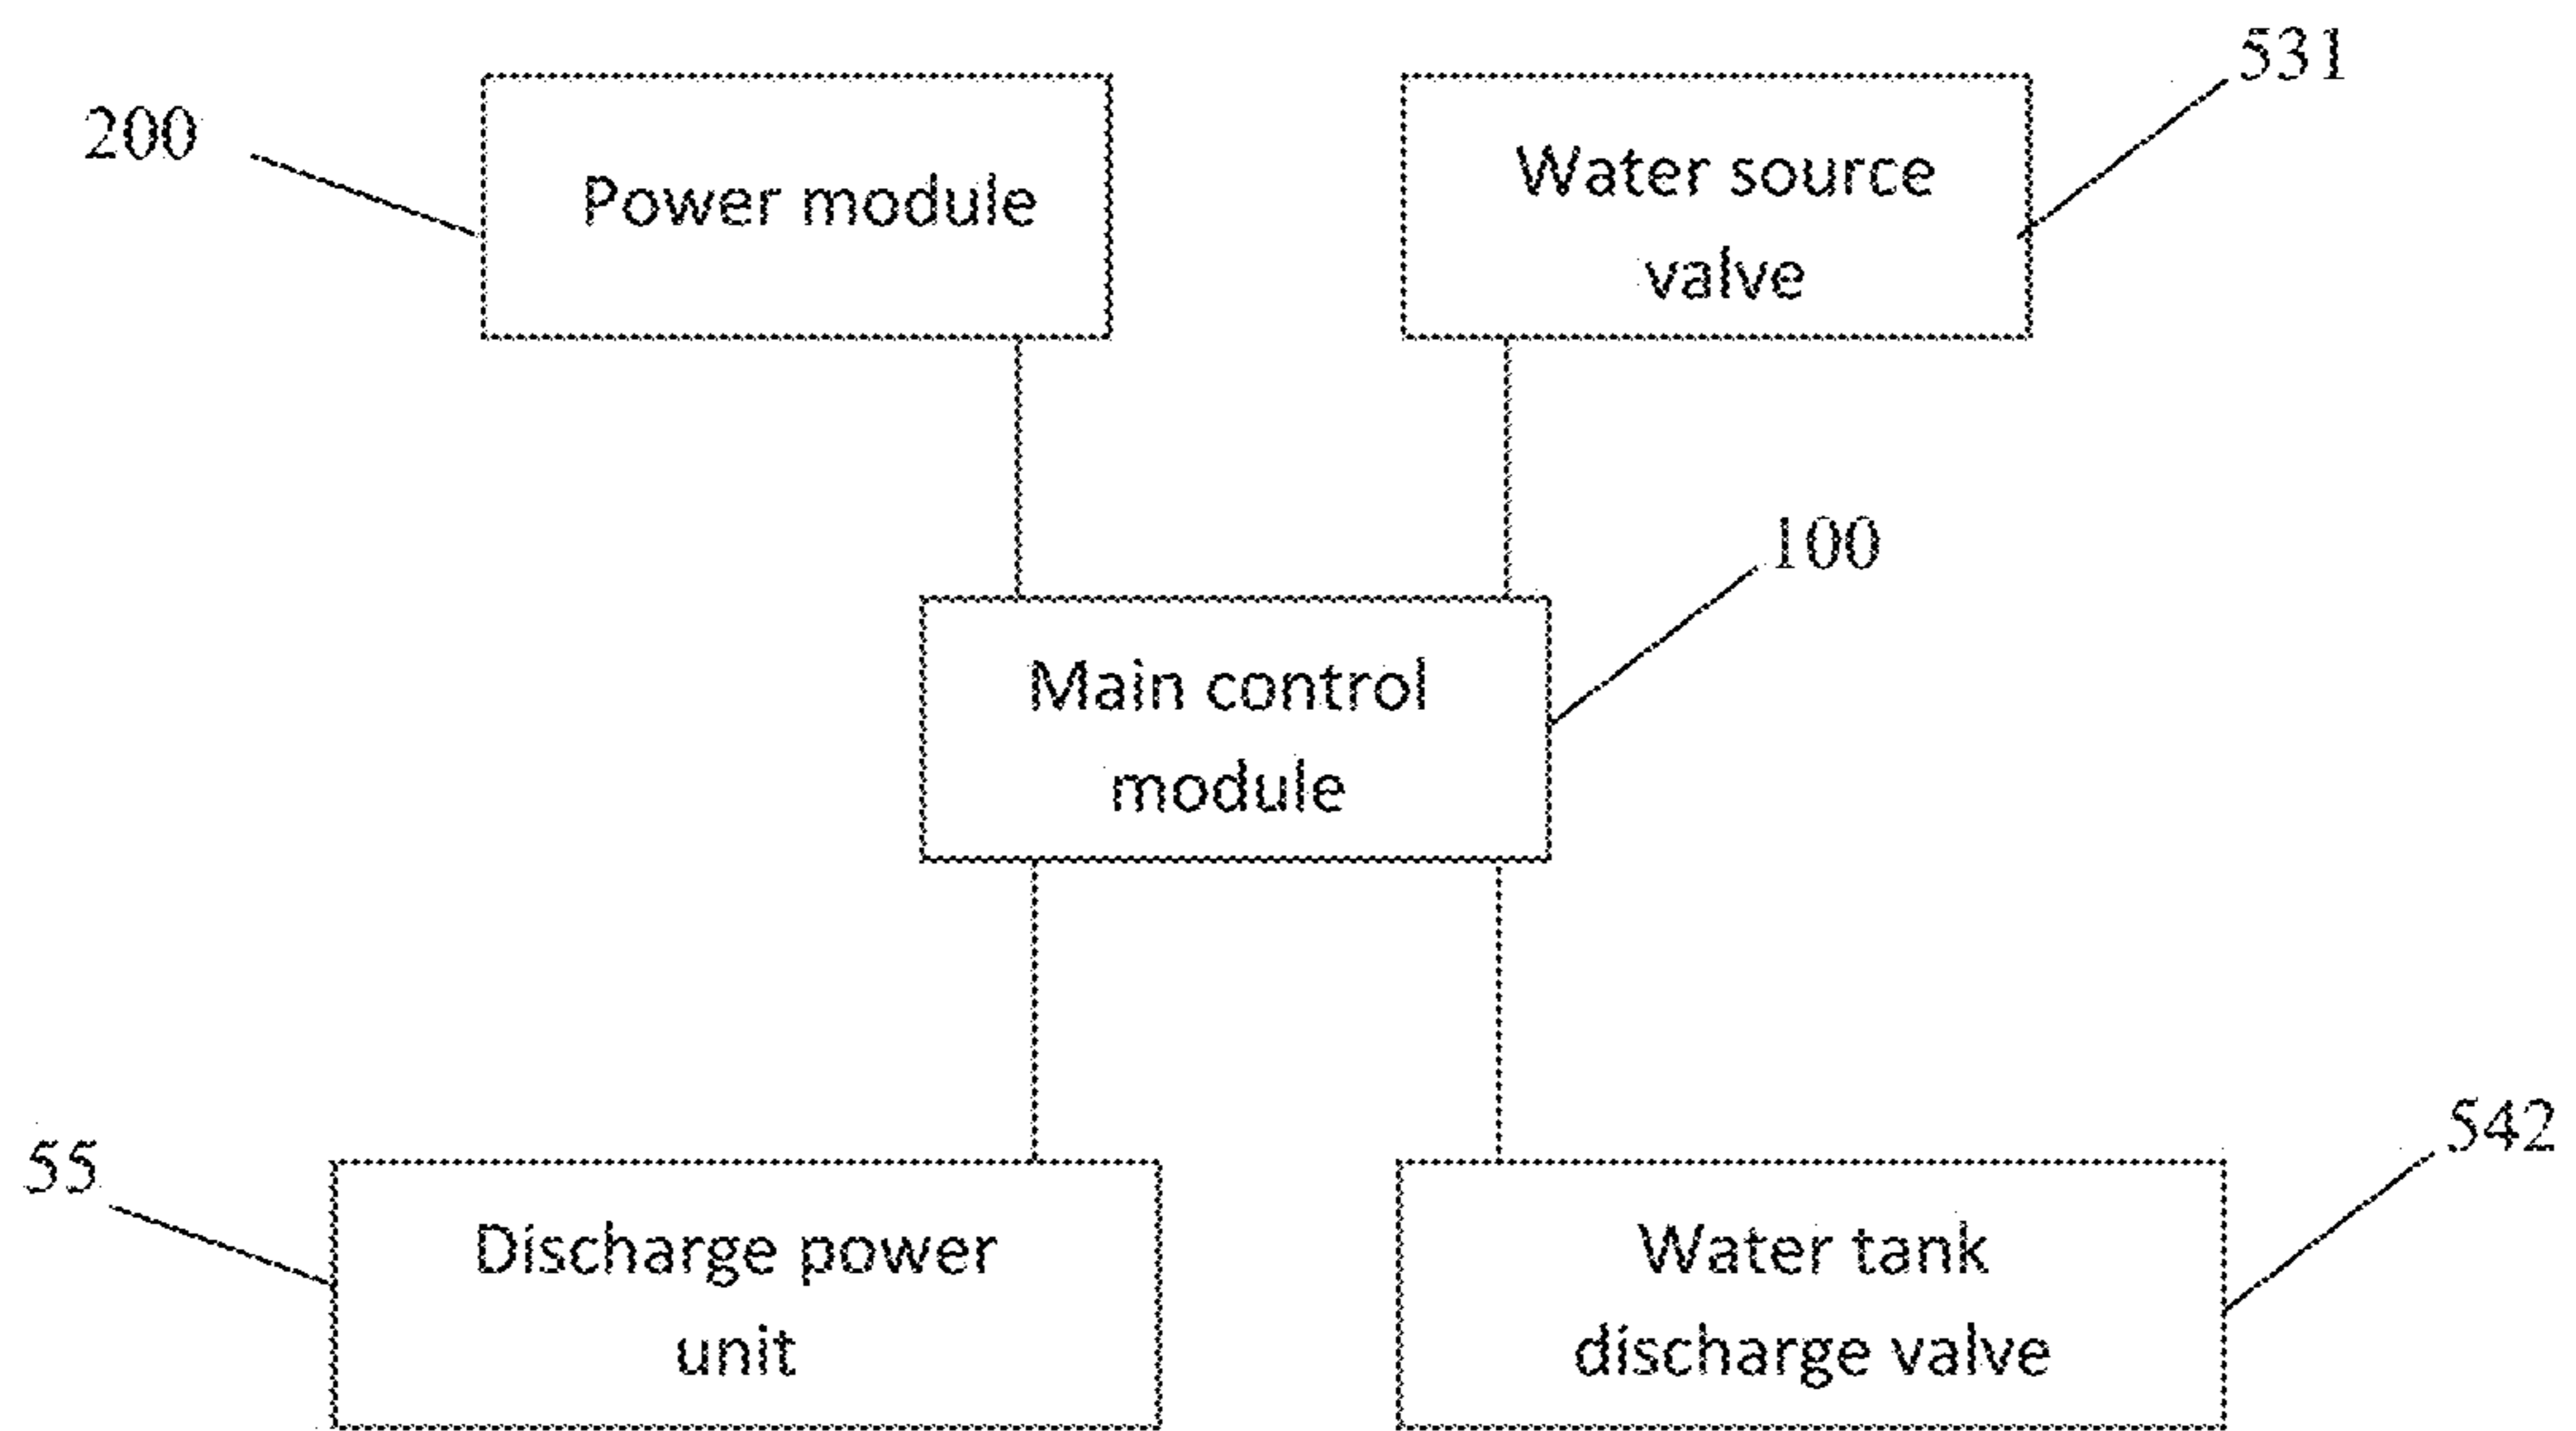 531
200
Power module
Water source
valve
100
Main control
module
542
55
Discharge power
unit
Water tank
discharge valve